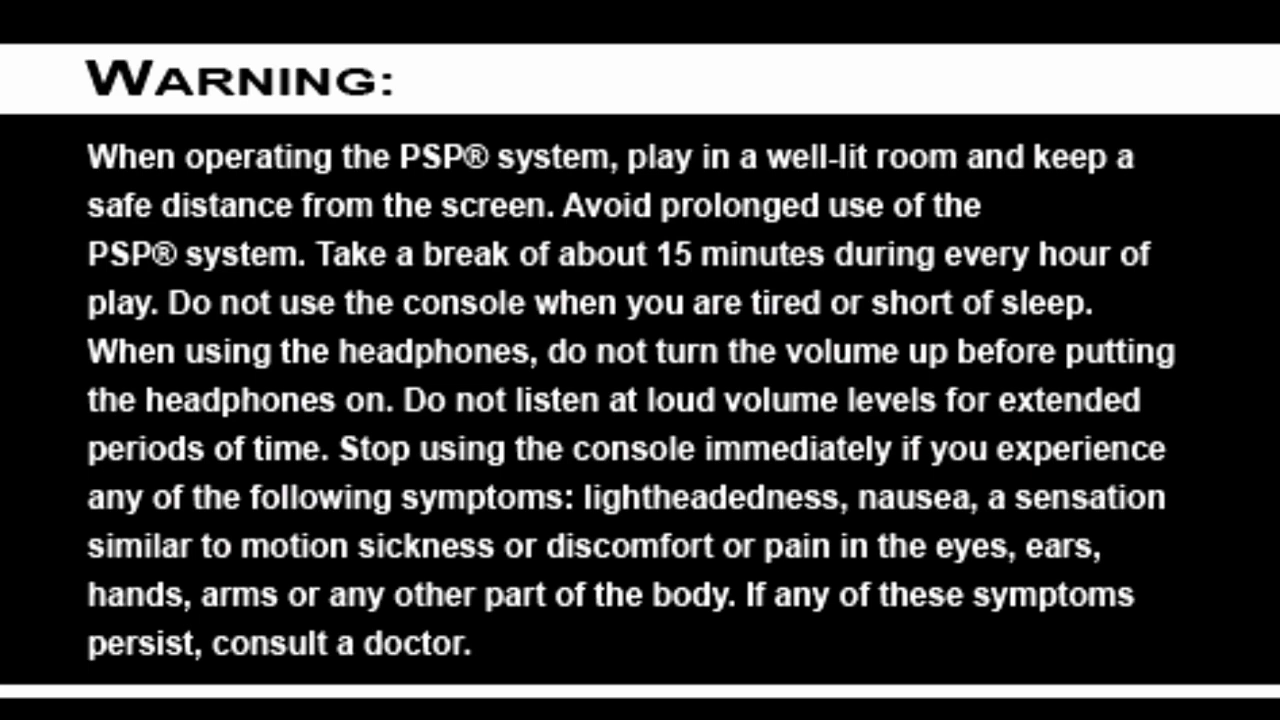 WARNING:
When operating the PSP® system, play in a well-lit room and keep a
safe distance from the screen. Avoid prolonged use of the
PSP® system. Take a break of about 15 minutes during every hour of
play. Do not use the console when you are tired or short of sleep.
When using the headphones, do not turn the volume up before putting
the headphones on. Do not listen at loud volume levels for extended
periods of time. Stop using the console immediately if you experience
any of the following symptoms: lightheadedness, nausea, a sensation
similar to motion sickness or discomfort or pain in the eyes, ears,
hands, arms or any other part of the body. If any of these symptoms
persist, consult a doctor.